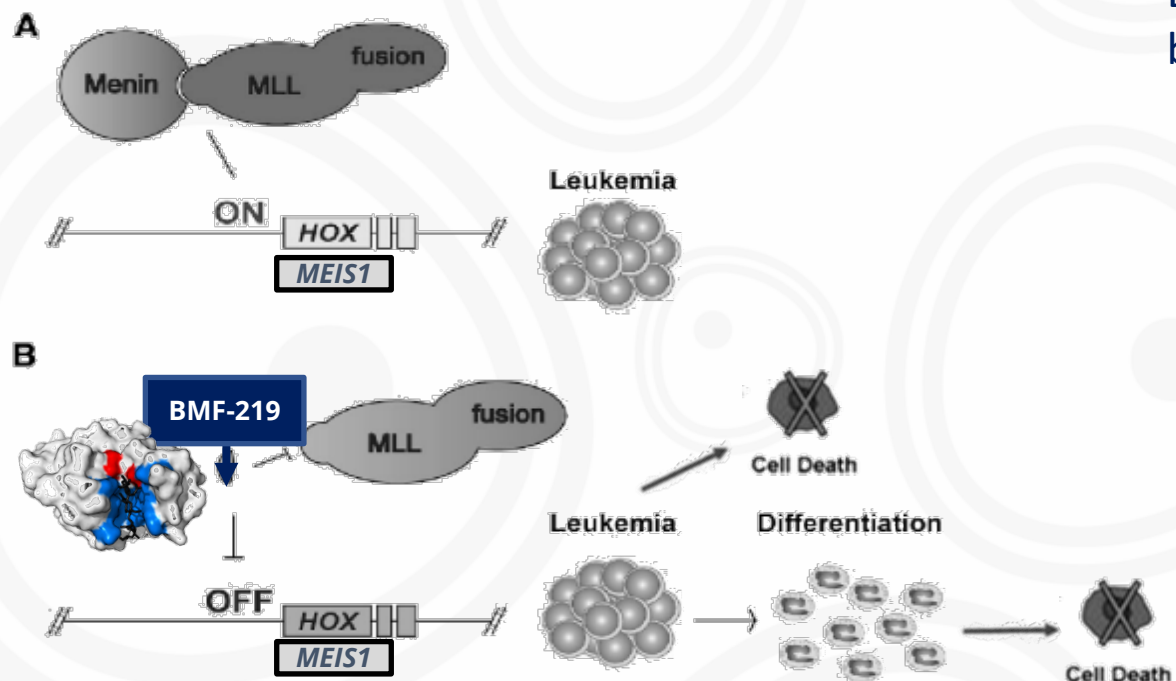 A
Menin
MLL
fusion
ON
HOX
MEIS1
Leukemia
B
BMF-219
MLL
fusion
OFF
HOX
MEIS1
Cell Death
Leukemia
Differentiation
Cell Death